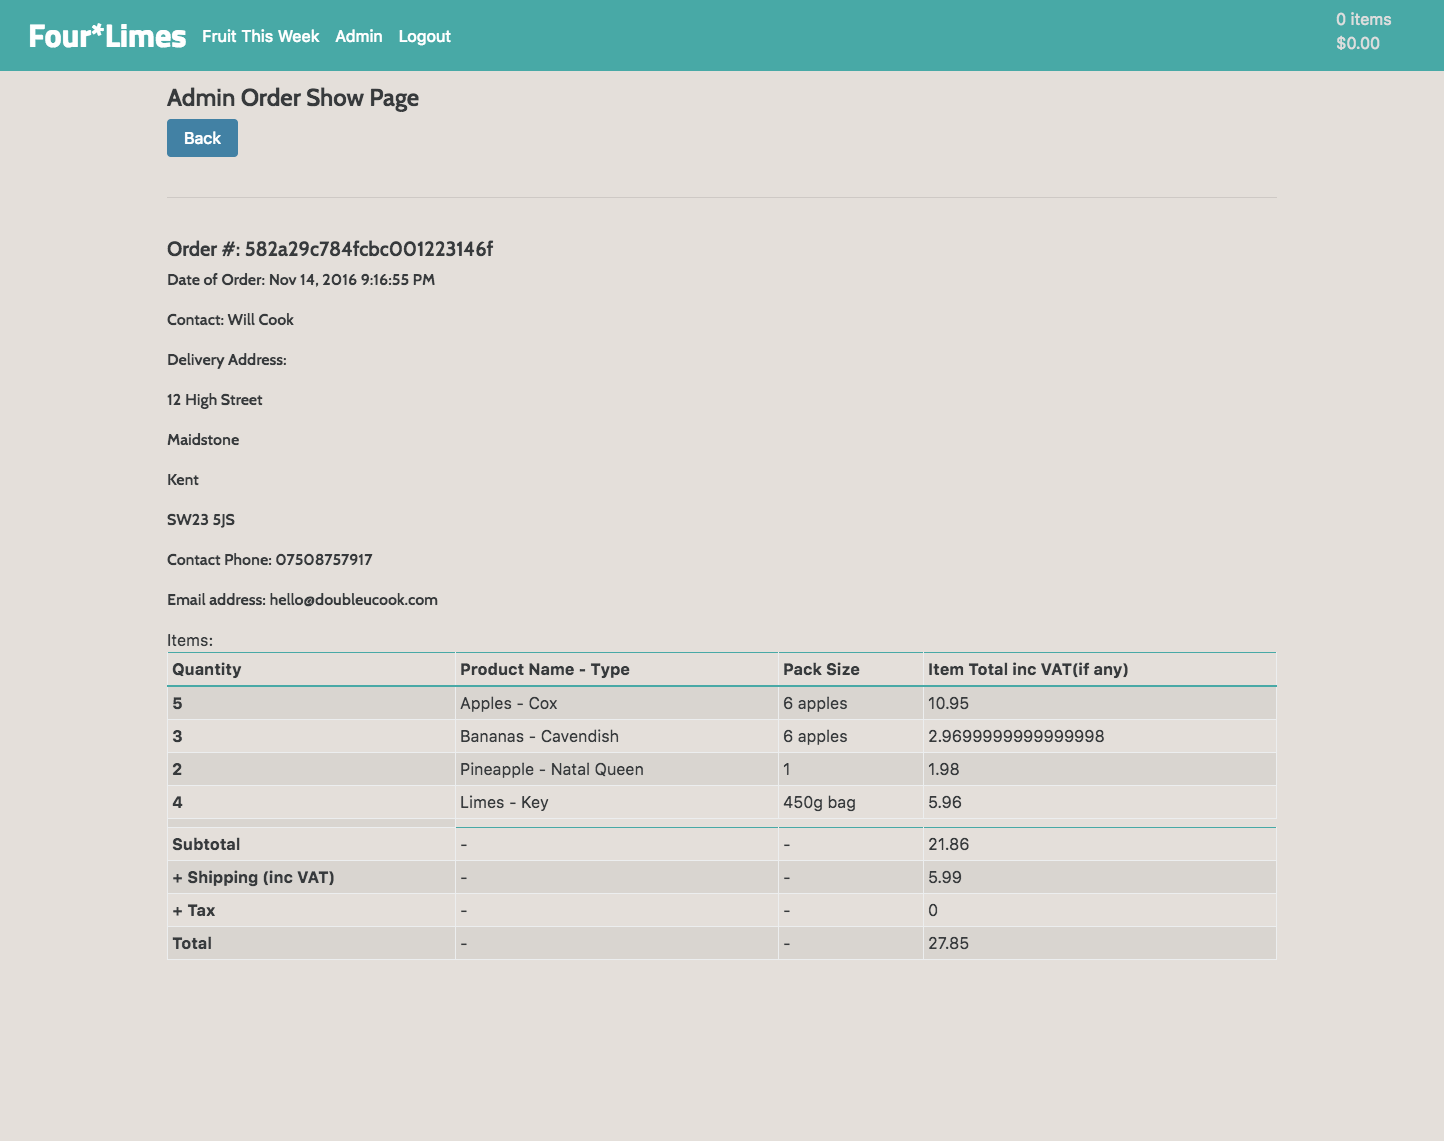 Four*Limes Fruit This Week Admin Logout
0 items
$0.00
Admin Order Show Page
Back
Order #: 582a29c784fcbc001223146f
Date of Order: Nov 14, 2016 9:16:55 PM
Contact: Will Cook
Delivery Address:
12 High Street
Maidstone
Kent
SW23 5JS
Contact Phone: 07508757917
Email address: hello@doubleucook.com
Items:
Quantity Product Name - Type Pack Size Item Total inc VAT(if any)
5 Apples - Cox 6 apples 10.95
3 Bananas - Cavendish 6 apples 2.9699999999999998
2 Pineapple - Natal Queen 1 1.98
4 Limes - Key 450g bag 5.96
Subtotal - - 21.86
+ Shipping (inc VAT) - - 5.99
+ Tax - - 0
Total - - 27.85